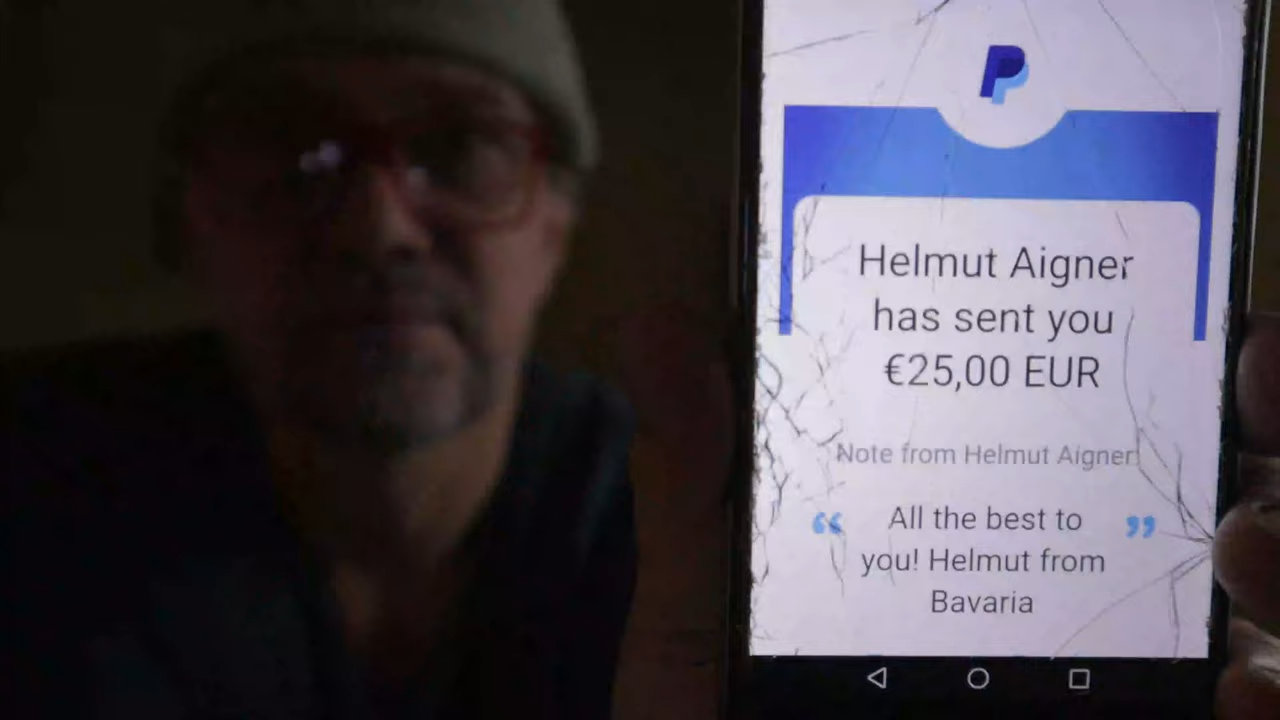 Helmut Aigner
has sent you
€25,00 EUR
Note from Helmut Aigner:
“ All the best to ”
you! Helmut from
Bavaria